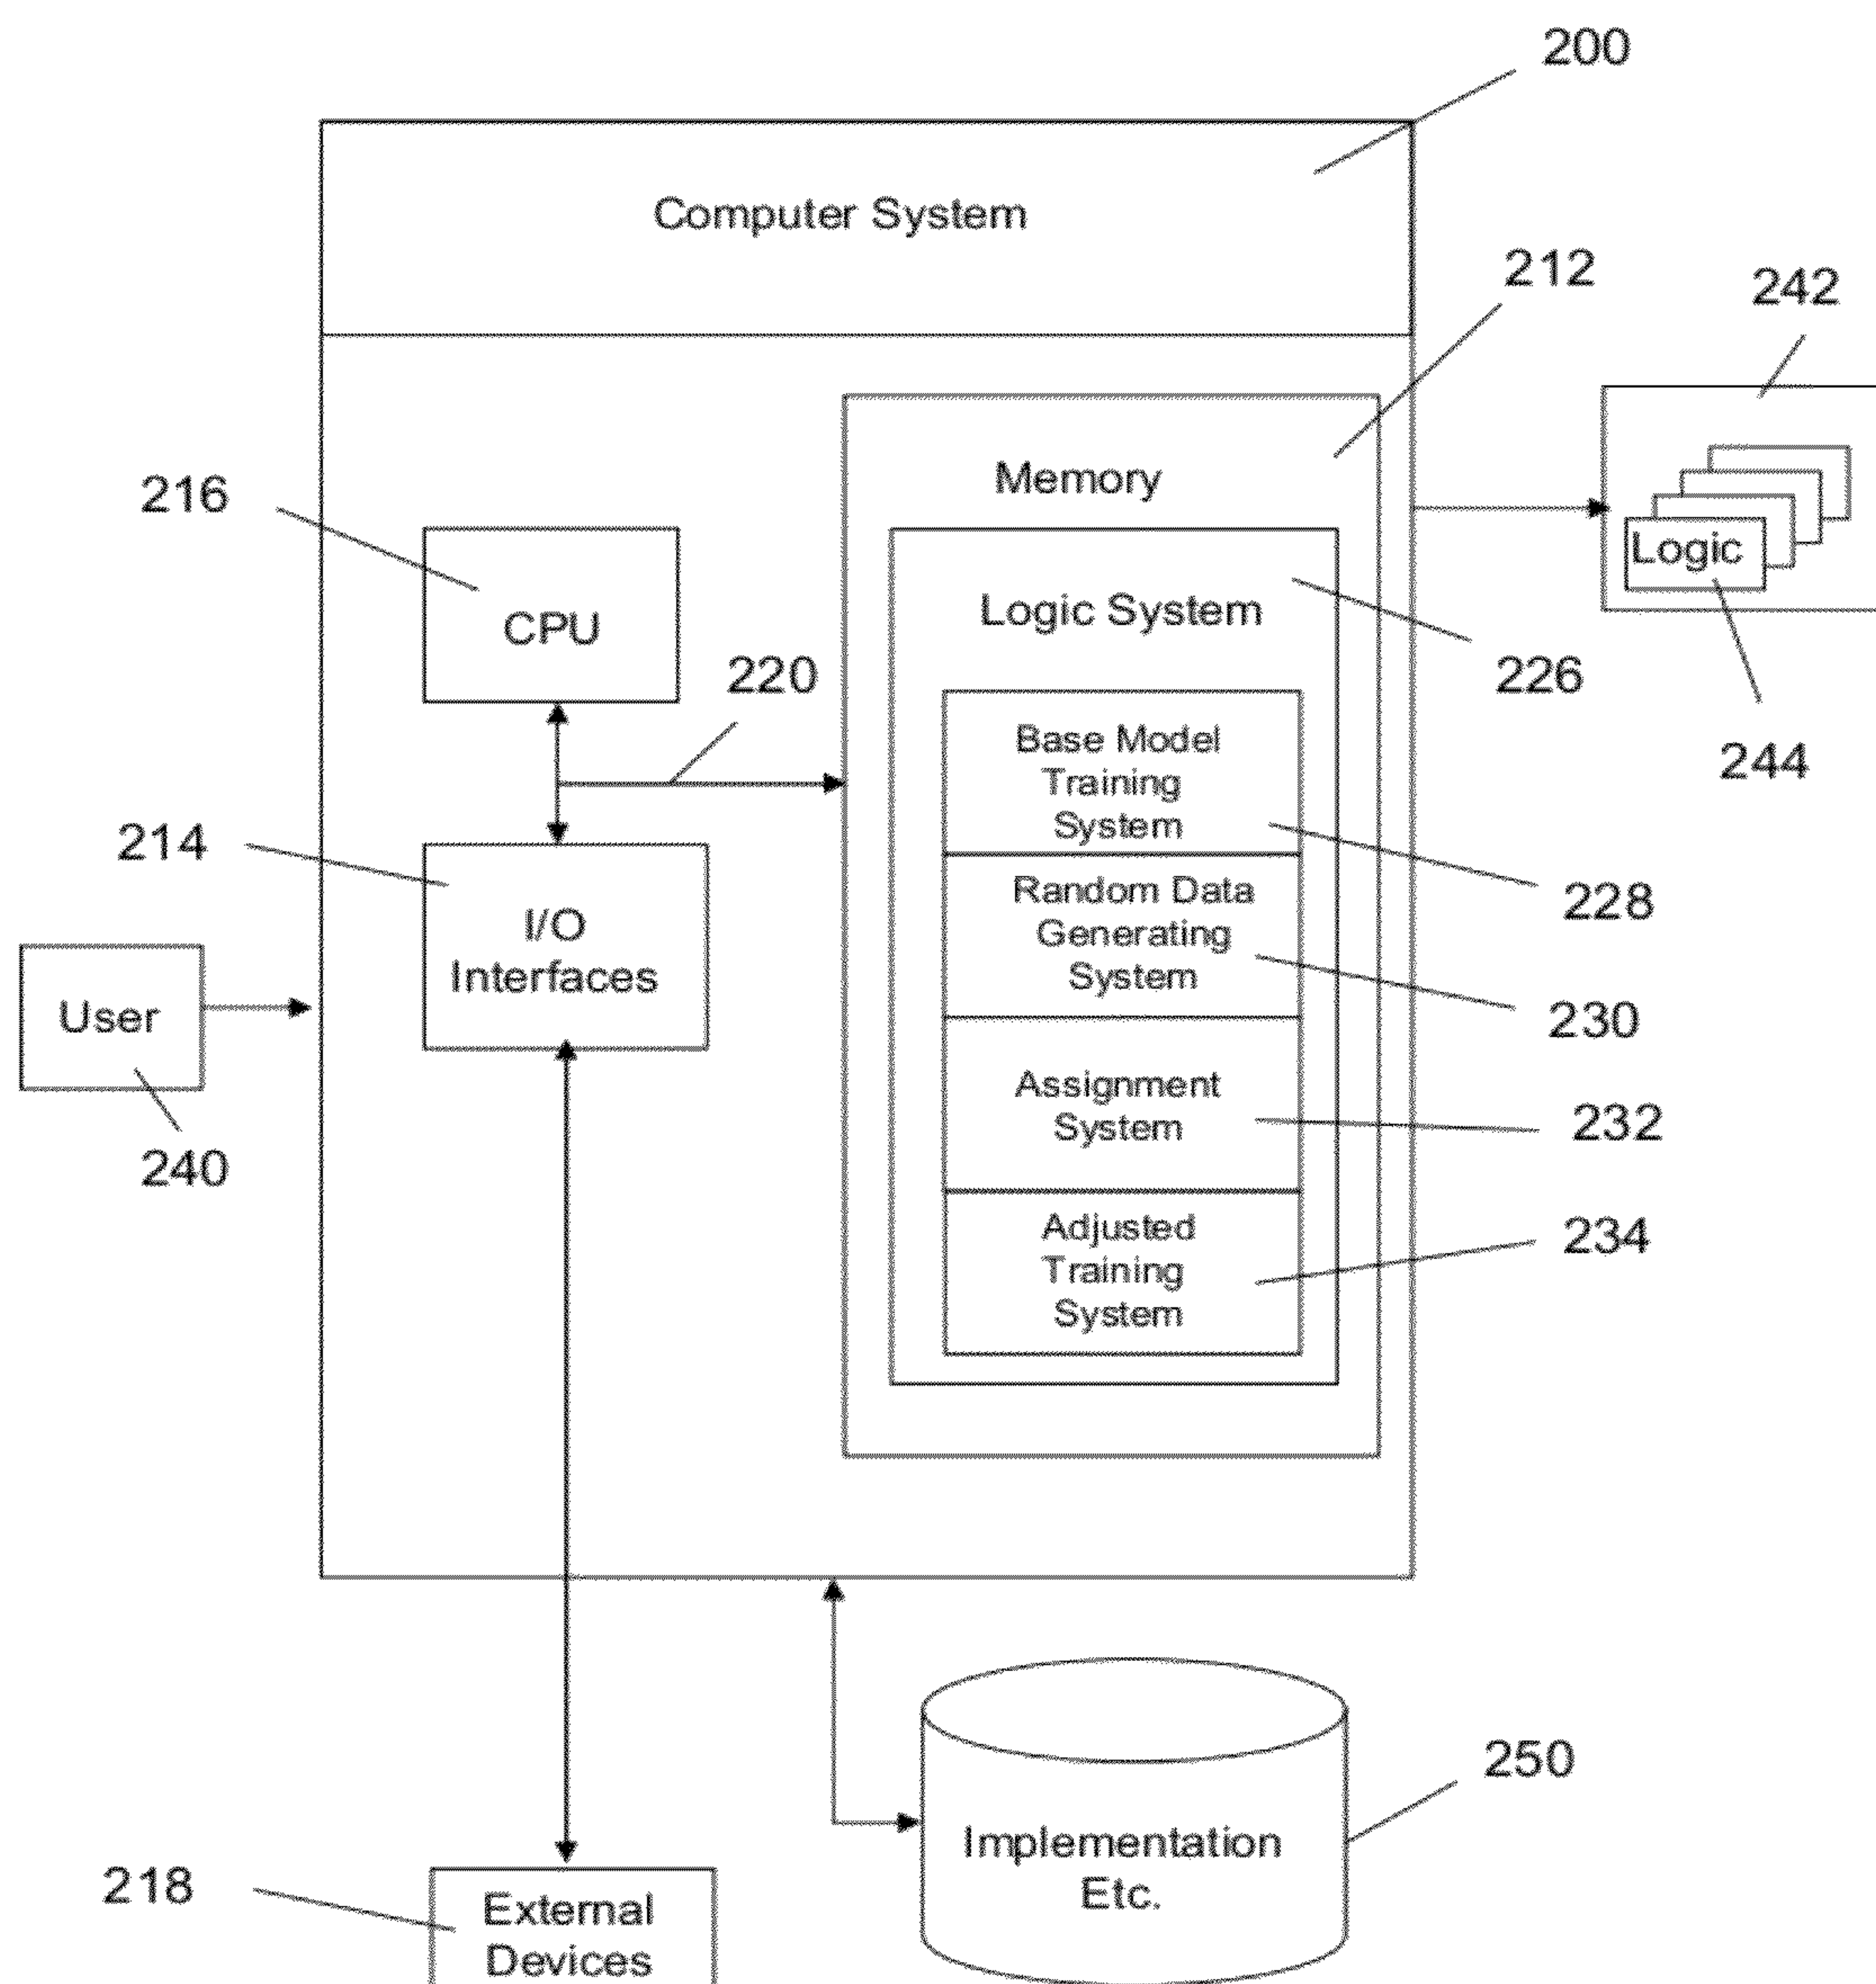 200
Computer System
212
242
Memory
216
Logic
CPU
Logic System
220
226
244
Base Model
Training
System
214
228
Random Data
Generating
System
I/O
Interfaces
User
230
240
Assignment
System
232
Adjusted
Training
System
234
250
Implementation
Etc.
218
External
Devices